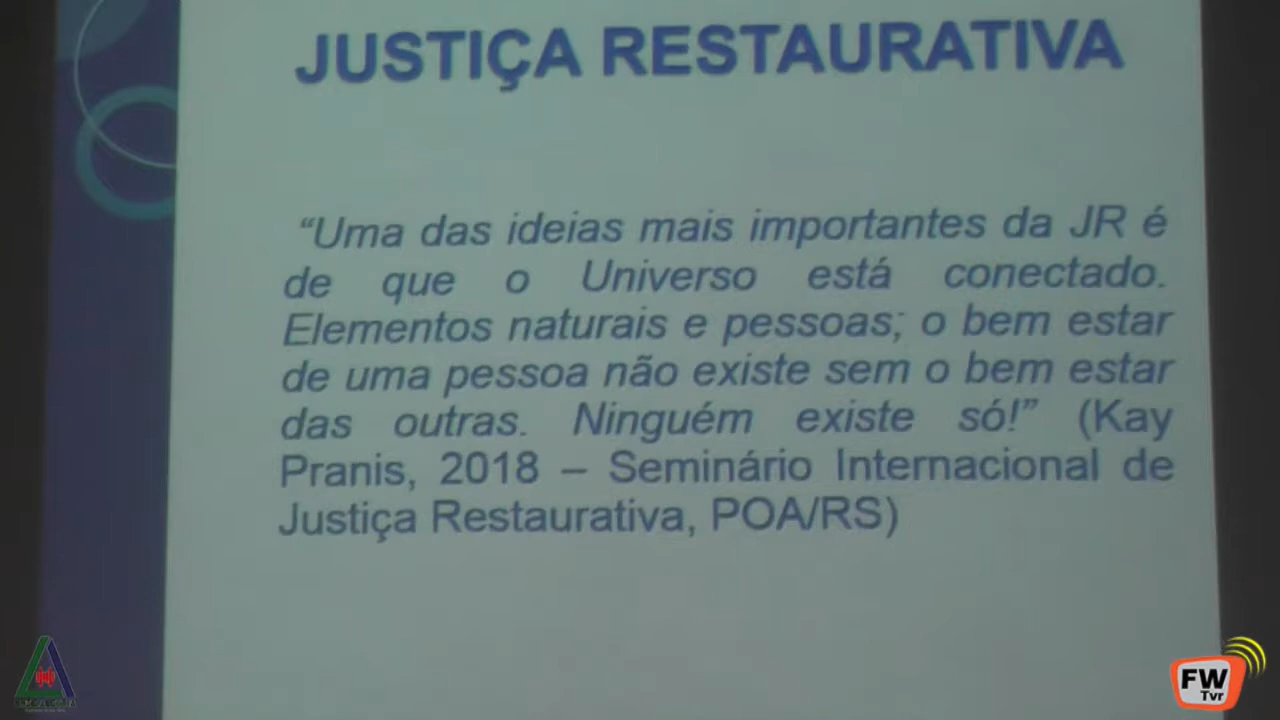 JUSTIÇA RESTAURATIVA
“Uma das ideias mais importantes da JR é
de que o Universo está conectado.
Elementos naturais e pessoas; o bem estar
de uma pessoa não existe sem o bem estar
das outras. Ninguém existe só!” (Kay
Pranis, 2018 – Seminário Internacional de
Justiça Restaurativa, POA/RS)
FW
Tvr